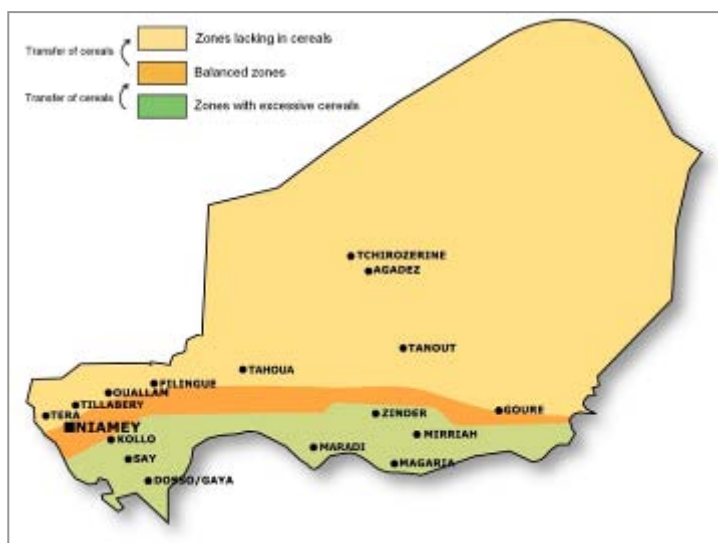 Zones lacking in cereals
Transfer of cereals
Balanced zones
Transfer of cereals
Zones with excessive cereals
TCHIROZERINE
AGADEZ
TANOUT
TAHOUA
FILINGUE
OUALLAM
TILLABERY
TERA
NIAMEY
KOLLO
SAY
DOSSO/GAYA
GOURE
ZINDER
MIRRIAH
MARADI
MAGARIA